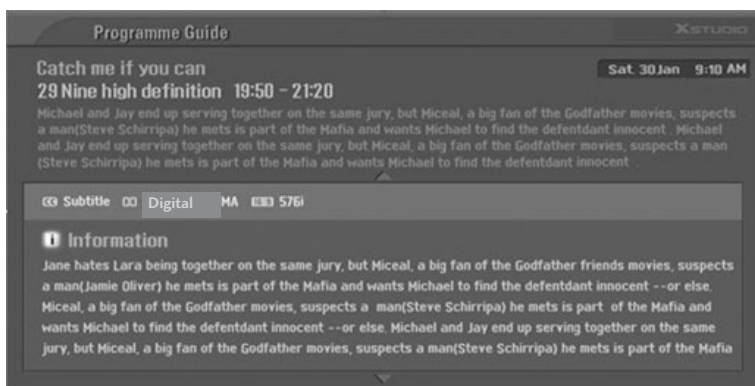 Programme Guide
XSTUDIO
Catch me if you can
Sat. 30 Jan 9:10 AM
29 Nine high definition 19:50 - 21:20
Michael and Jay end up serving together on the same jury, but Miceal, a big fan of the Godfather movies, suspects
a man(Steve Schirripa) he mets is part of the Mafia and wants Michael to find the defentdant innocent . Michael
and Jay end up serving together on the same jury, but Miceal, a big fan of the Godfather movies, suspects a man
(Steve Schirripa) he mets is part of the Mafia and wants Michael to find the defentdant innocent .
Subtitle Digital MA 576i
Information
Jane hates Lara being together on the same jury, but Miceal, a big fan of the Godfather friends movies, suspects
a man(Jamie Oliver) he mets is part of the Mafia and wants Michael to find the defentdant innocent --or else.
Miceal, a big fan of the Godfather movies, suspects a man(Steve Schirripa) he mets is part of the Mafia and
wants Michael to find the defentdant innocent --or else. Michael and Jay end up serving together on the same
jury, but Miceal, a big fan of the Godfather movies, suspects a man(Steve Schirripa) he mets is part of the Mafia